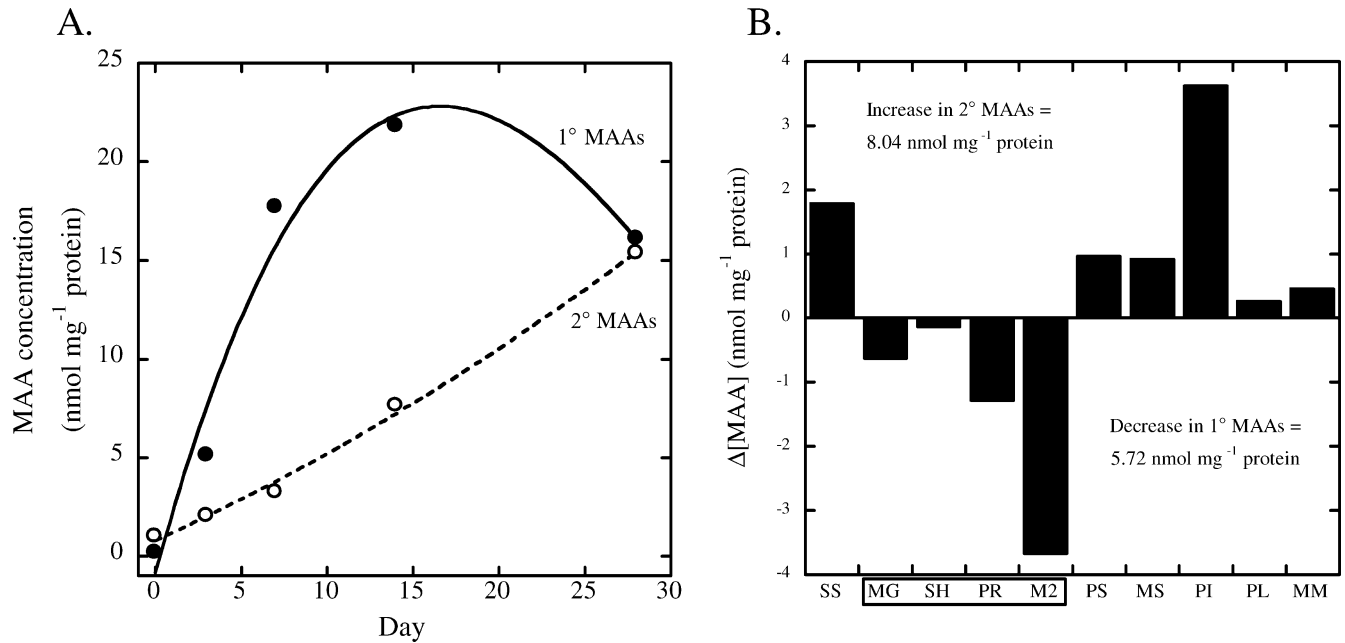 A.
25
20
15
10
5
0
MAA concentration
(nmol mg⁻¹ protein)
1° MAAs
2° MAAs
0 5 10 15 20 25 30
Day
B.
4
3
2
1
0
-1
-2
-3
-4
Δ[MAA] (nmol mg⁻¹ protein)
Increase in 2° MAAs =
8.04 nmol mg⁻¹ protein
Decrease in 1° MAAs =
5.72 nmol mg⁻¹ protein
SS MG SH PR M2 PS MS PI PL MM